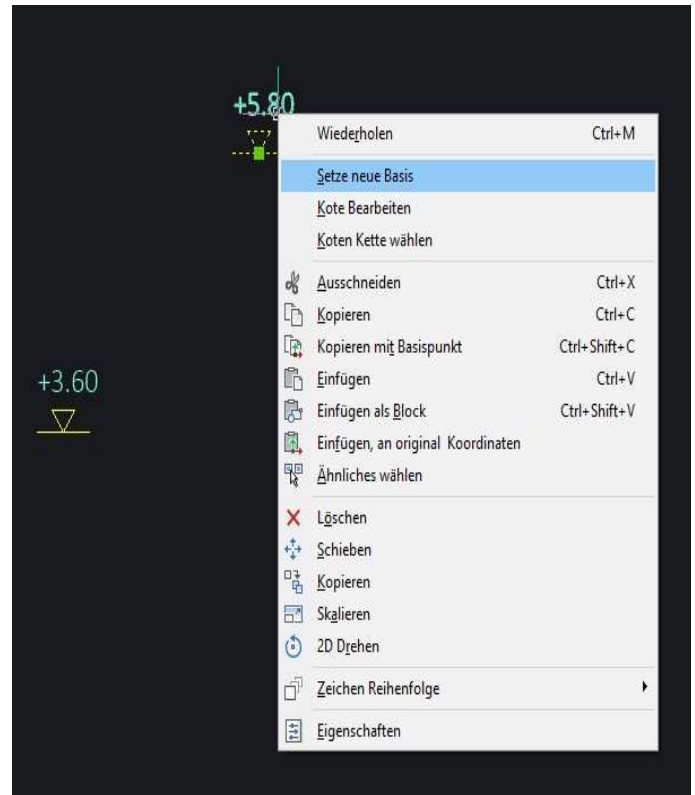 +5.80
Wiederholen Ctrl+M
Setze neue Basis
Kote Bearbeiten
Koten Kette wählen
Ausschneiden Ctrl+X
Kopieren Ctrl+C
Kopieren mit Basispunkt Ctrl+Shift+C
+3.60
Einfügen Ctrl+V
Einfügen als Block Ctrl+Shift+V
Einfügen, an original Koordinaten
Ähnliches wählen
Löschen
Schieben
Kopieren
Skalieren
2D Drehen
Zeichen Reihenfolge
Eigenschaften